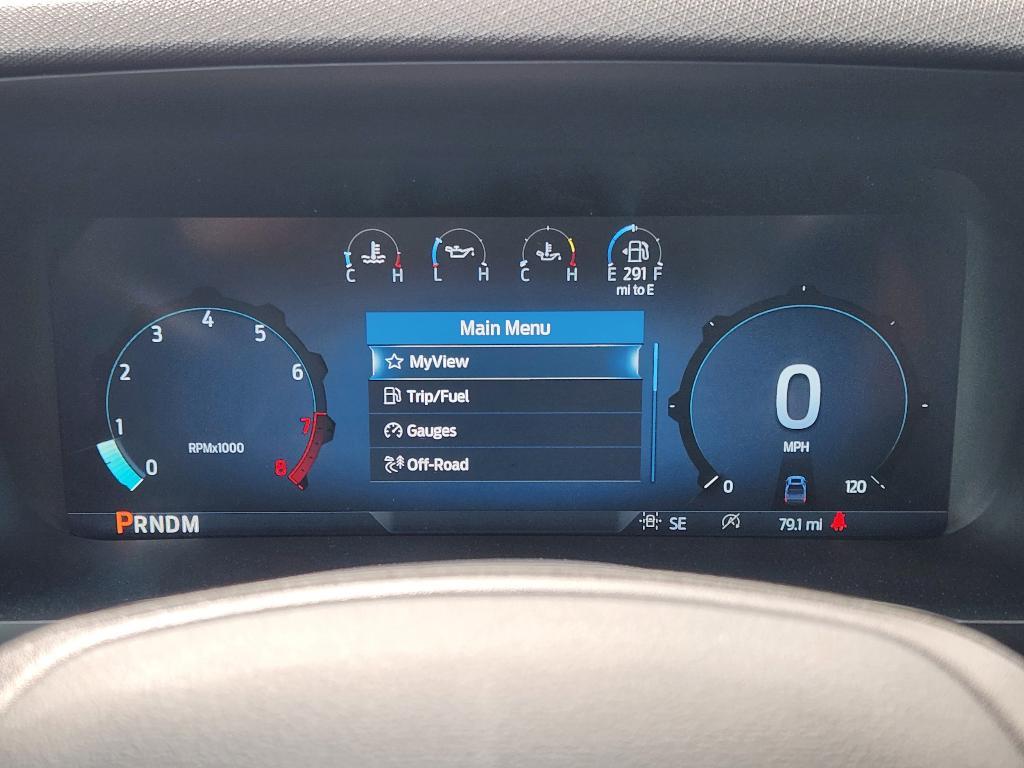 C H L H C H E 291 F
mi to E
Main Menu
MyView
Trip/Fuel
Gauges
Off-Road
0 1 2 3 4 5 6 7 8
RPMx1000
0
MPH
0 120
PRNDM
SE
79.1 mi